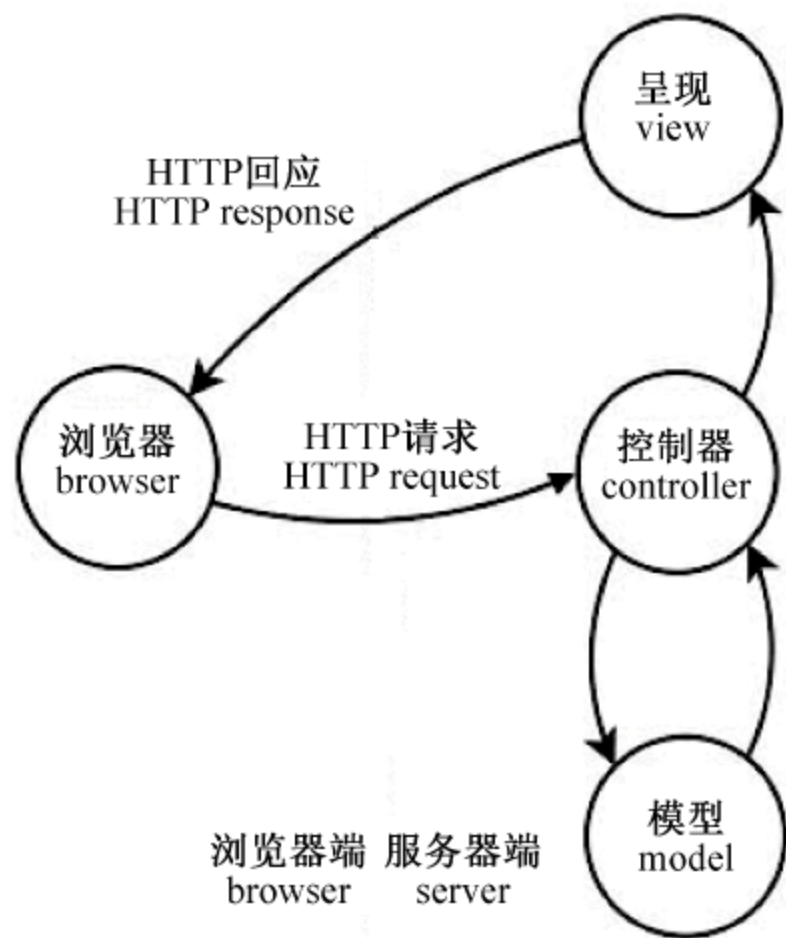 呈现
view
HTTP回应
HTTP response
浏览器
browser
HTTP请求
HTTP request
控制器
controller
模型
model
浏览器端 服务器端
browser server